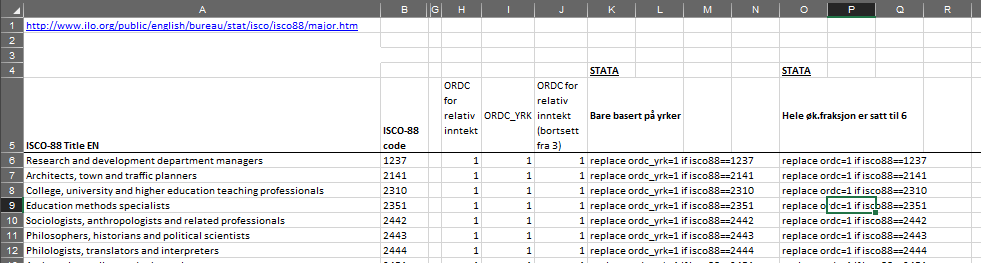 A B G H I J K L M N O P Q R
1 http://www.ilo.org/public/english/bureau/stat/isco/isco88/major.htm
2
3
4 STATA STATA
5 ISCO-88 Title EN ISCO-88 code ORDC for relativ inntekt ORDC_YRK ORDC for relativ inntekt (bortsett fra 3) Bare basert på yrker Hele øk.fraksjon er satt til 6
6 Research and development department managers 1237 1 1 1 replace ordc_yrk=1 if isco88==1237 replace ordc=1 if isco88==1237
7 Architects, town and traffic planners 2141 1 1 1 replace ordc_yrk=1 if isco88==2141 replace ordc=1 if isco88==2141
8 College, university and higher education teaching professionals 2310 1 1 1 replace ordc_yrk=1 if isco88==2310 replace ordc=1 if isco88==2310
9 Education methods specialists 2351 1 1 1 replace ordc_yrk=1 if isco88==2351 replace ordc=1 if isco88==2351
10 Sociologists, anthropologists and related professionals 2442 1 1 1 replace ordc_yrk=1 if isco88==2442 replace ordc=1 if isco88==2442
11 Philosophers, historians and political scientists 2443 1 1 1 replace ordc_yrk=1 if isco88==2443 replace ordc=1 if isco88==2443
12 Philologists, translators and interpreters 2444 1 1 1 replace ordc_yrk=1 if isco88==2444 replace ordc=1 if isco88==2444